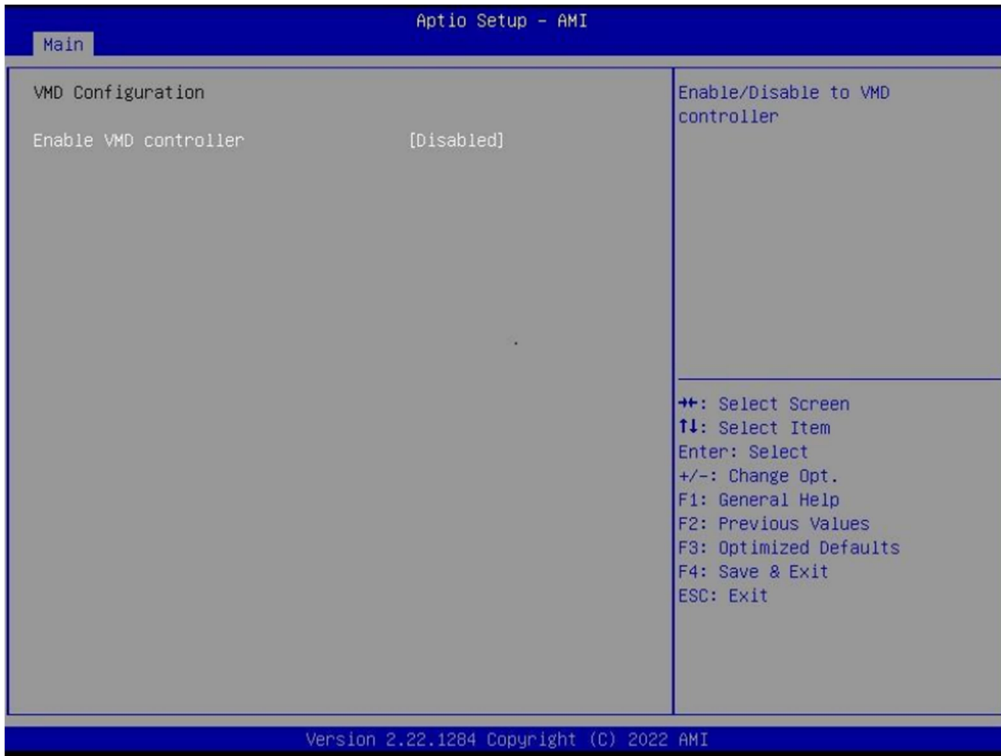 Aptio Setup - AMI
Main
VMD Configuration
Enable VMD controller [Disabled]
Enable/Disable to VMD
controller
→←: Select Screen
↑↓: Select Item
Enter: Select
+/-: Change Opt.
F1: General Help
F2: Previous Values
F3: Optimized Defaults
F4: Save & Exit
ESC: Exit
Version 2.22.1284 Copyright (C) 2022 AMI